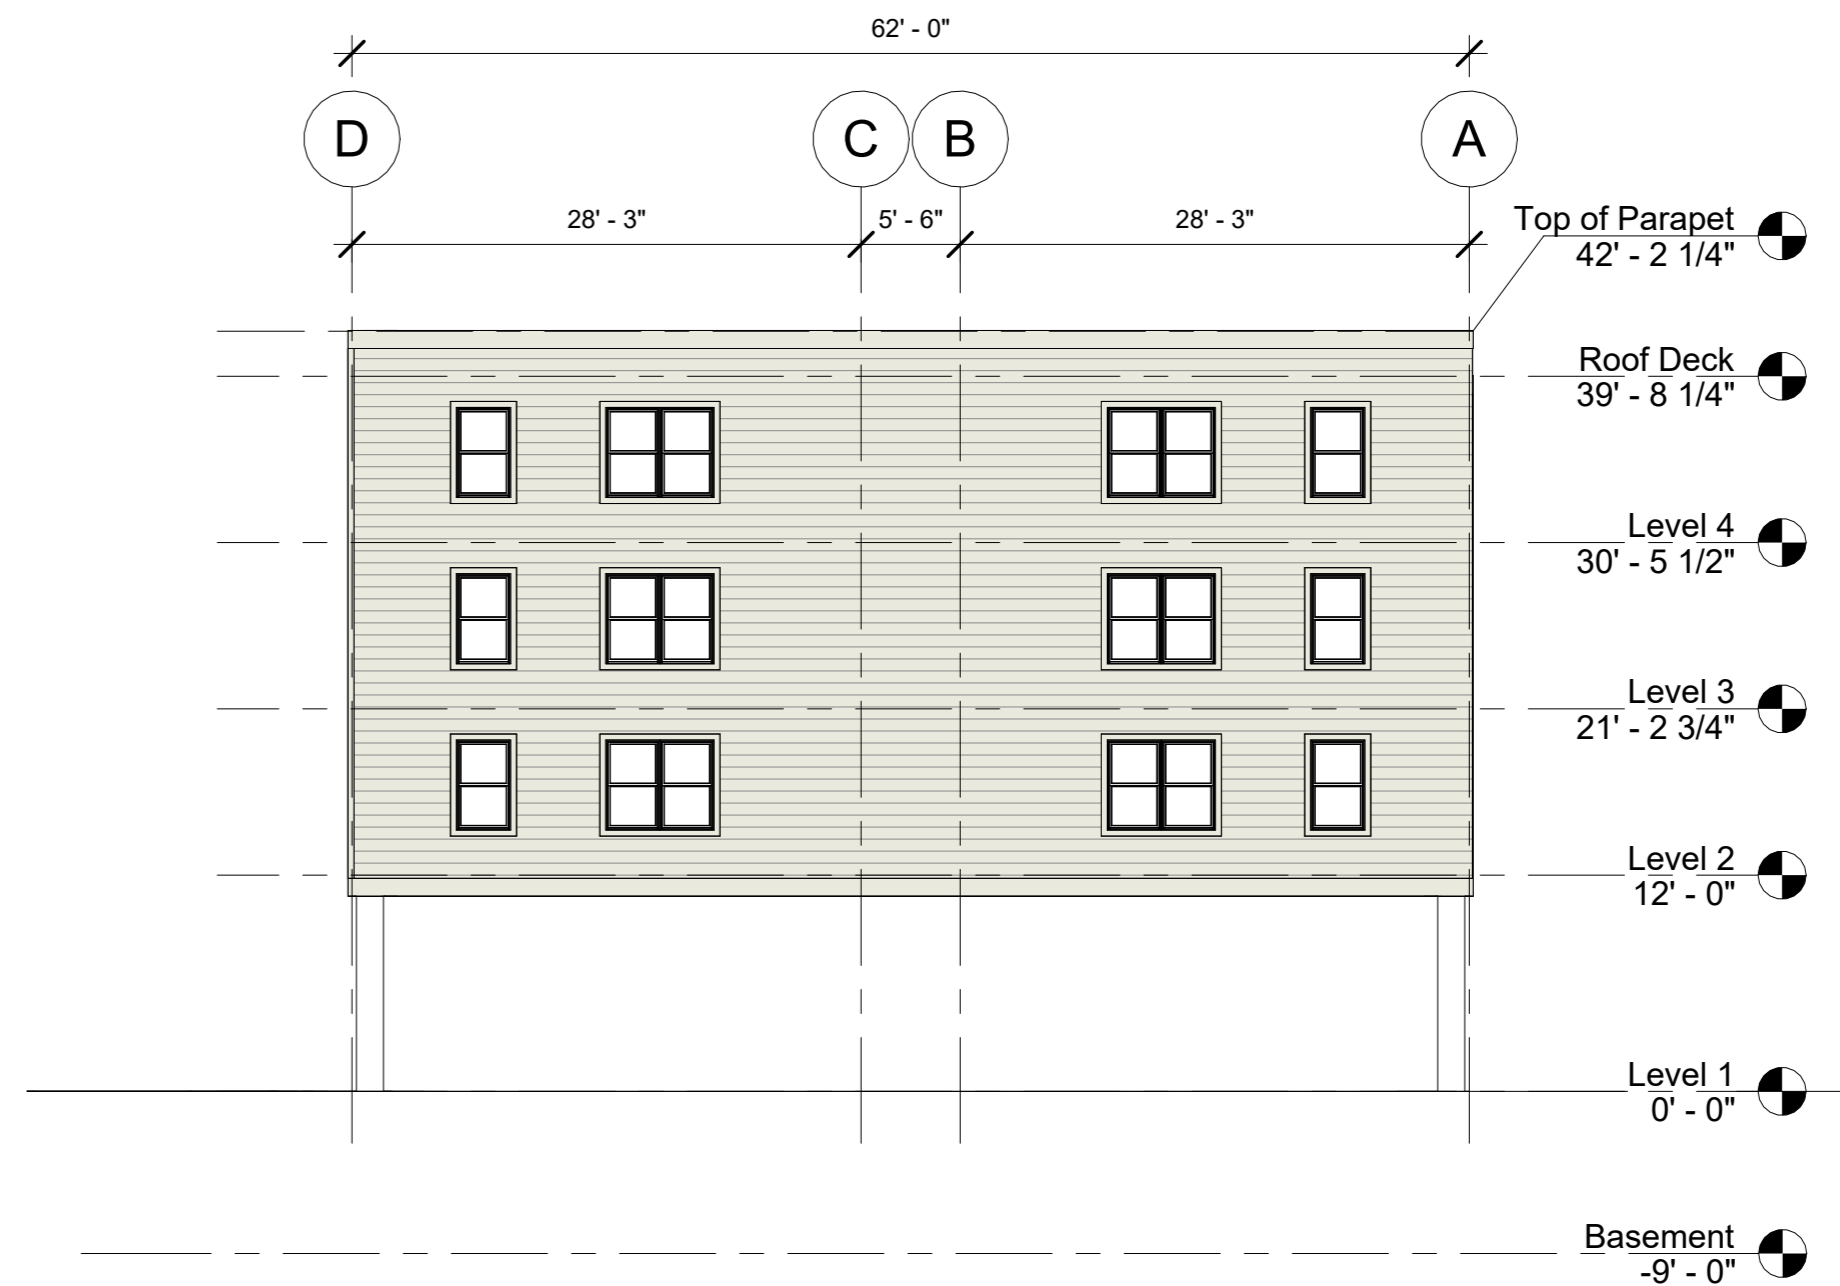 62' - 0"
D
C
B
A
28' - 3"
5' - 6"
28' - 3"
Top of Parapet
42' - 2 1/4"
Roof Deck
39' - 8 1/4"
Level 4
30' - 5 1/2"
Level 3
21' - 2 3/4"
Level 2
12' - 0"
Level 1
0' - 0"
Basement
-9' - 0"